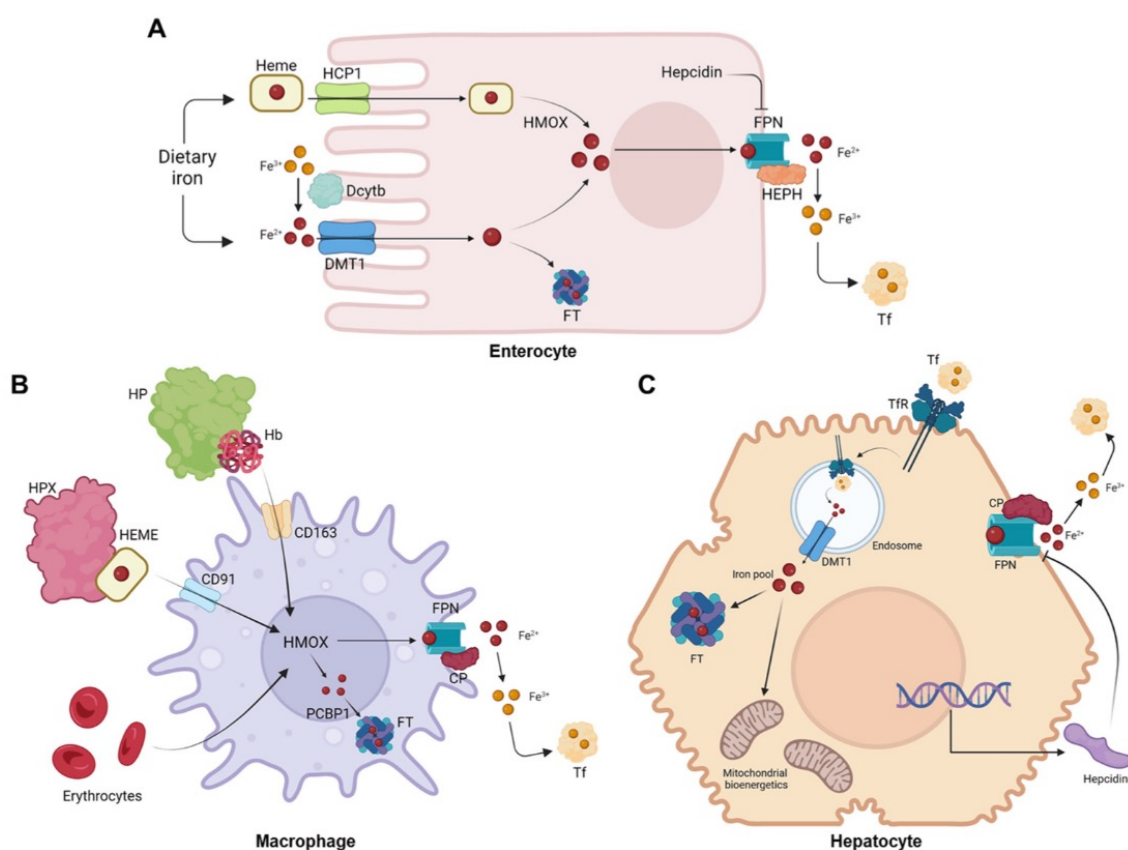 A
Heme
HCP1
Hepcidin
HMOX
FPN
Fe³⁺
Dietary
iron
Dcytb
Fe²⁺
HEPH
Fe²⁺
Fe³⁺
DMT1
FT
Tf
Enterocyte
B
HP
Hb
HPX
HEME
CD163
CD91
FPN
HMOX
Fe²⁺
CP
Fe³⁺
PCBP1
FT
Tf
Erythrocytes
Macrophage
C
Tf
TfR
Endosome
DMT1
Iron pool
FT
CP
Fe³⁺
Fe²⁺
FPN
Mitochondrial
bioenergetics
Hepcidin
Hepatocyte